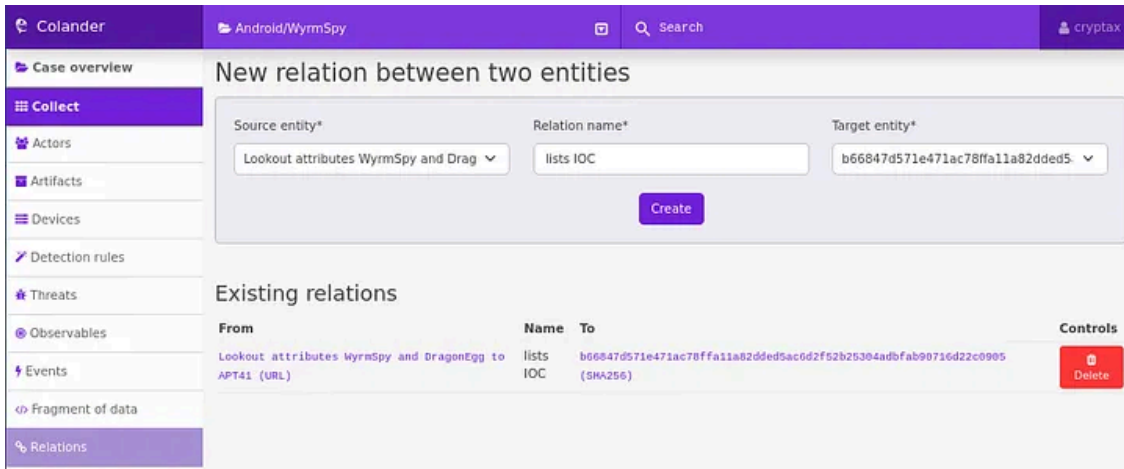 Colander
Android/WyrmSpy
Search
cryptax
Case overview
Collect
Actors
Artifacts
Devices
Detection rules
Threats
Observables
Events
Fragment of data
Relations
New relation between two entities
Source entity*
Relation name*
Target entity*
Lookout attributes WyrmSpy and Drag
lists IOC
b66847d571e471ac78ffa11a82dded5
Create
Existing relations
From
Name
To
Controls
Lookout attributes WyrmSpy and DragonEgg to
APT41 (URL)
lists
IOC
b66847d571e471ac78ffa11a82dded5ac6d2f52b25304adbfab90716d22c0905
(SHA256)
Delete